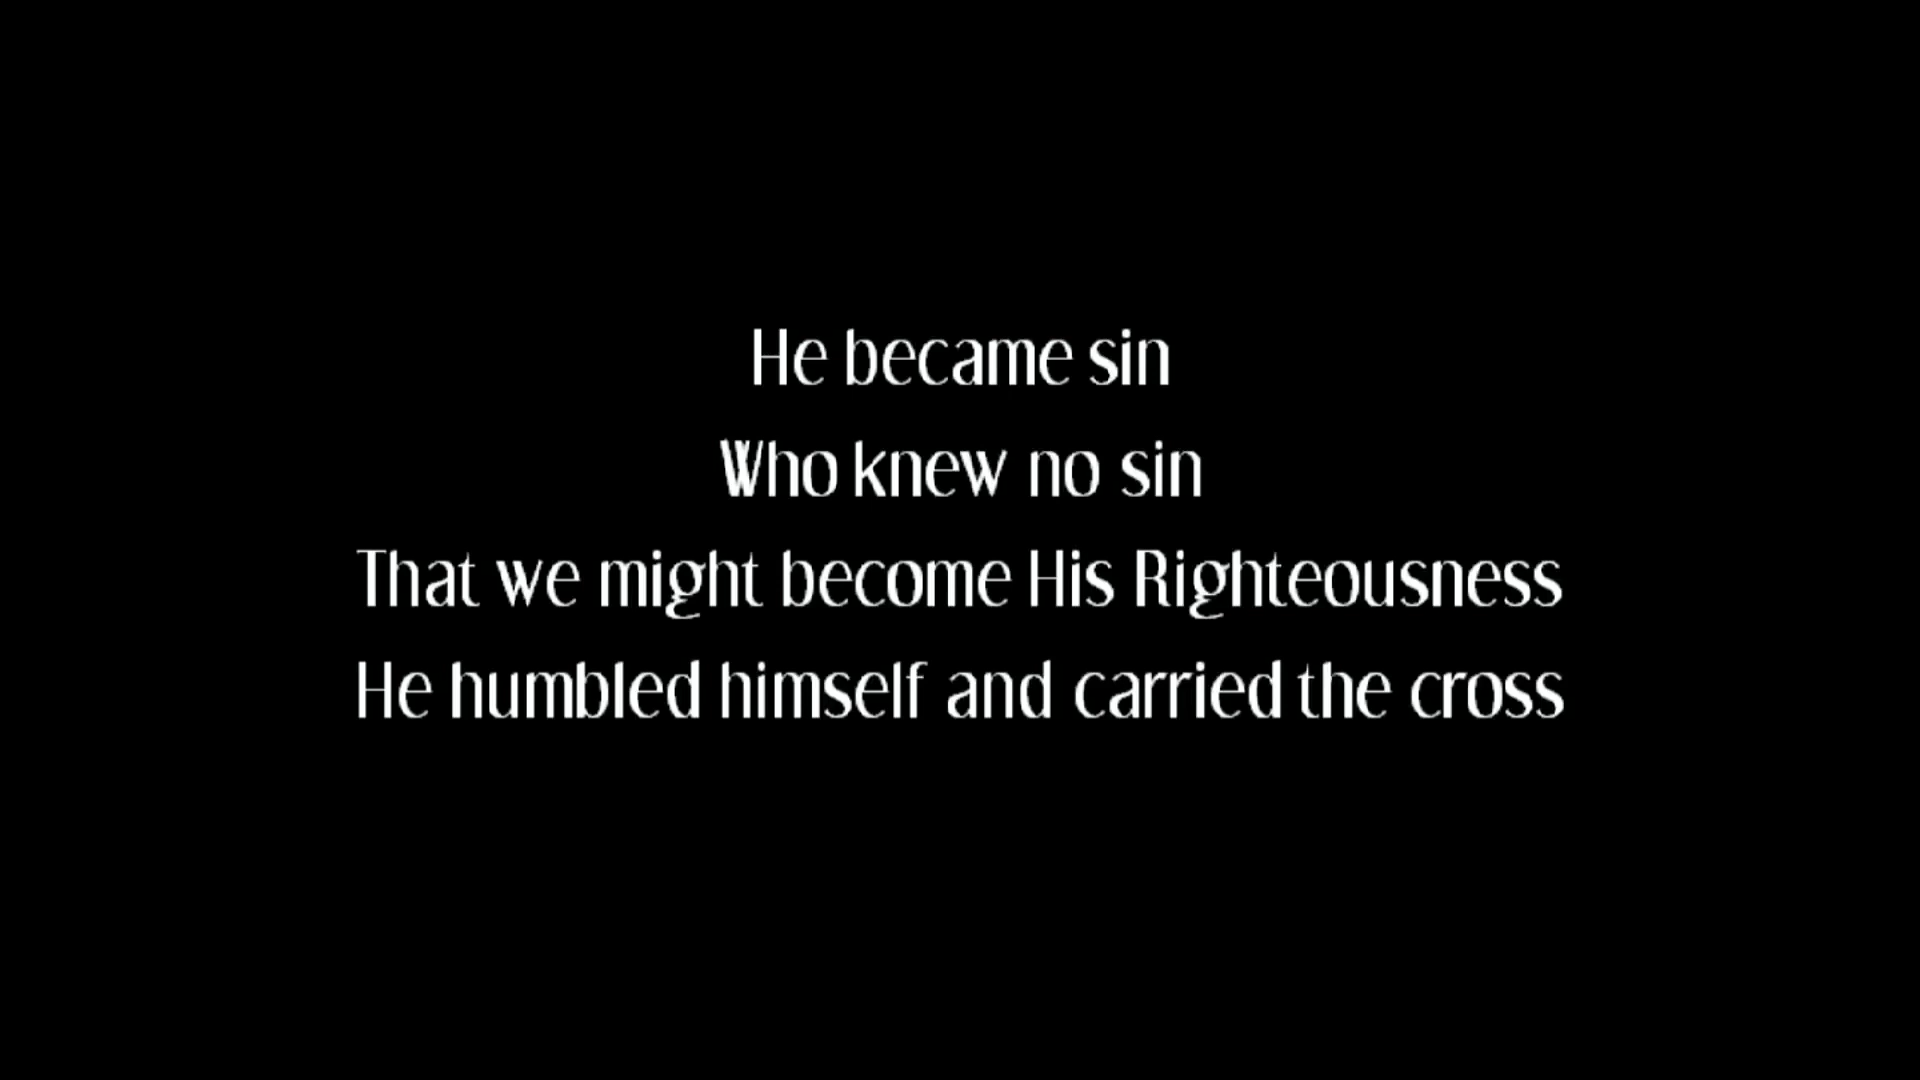 He became sin
Who knew no sin
That we might become His Righteousness
He humbled himself and carried the cross